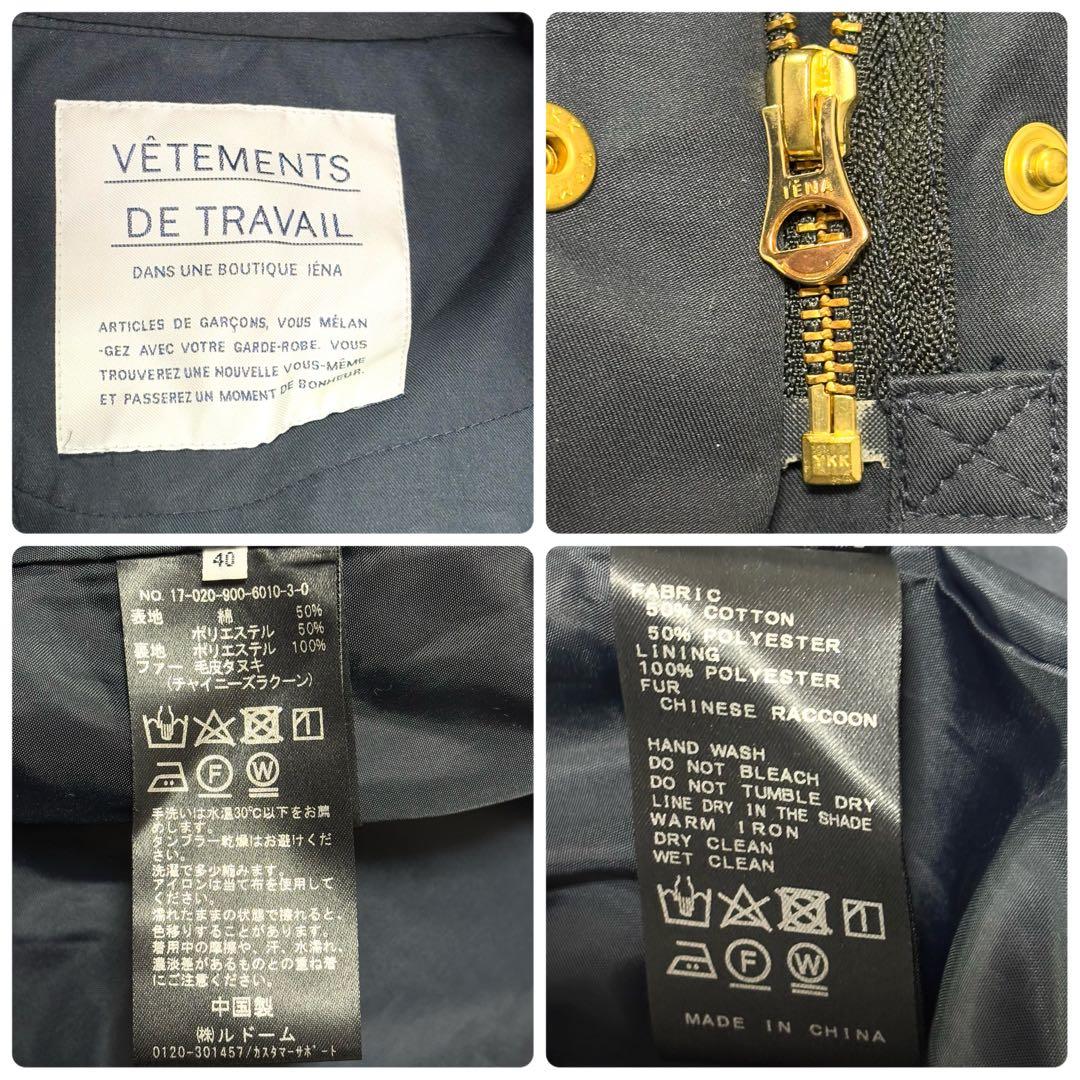 VÊTEMENTS
DE TRAVAIL
DANS UNE BOUTIQUE IÉNA
ARTICLES DE GARÇONS, VOUS MÉLAN
-GEZ AVEC VOTRE GARDE-ROBE. VOUS
TROUVEREZ UNE NOUVELLE VOUS-MÊME
ET PASSEREZ UN MOMENT DE BONHEUR.
IÉNA
YKK
40
NO. 17-020-900-6010-3-0
表地 綿 50%
ポリエステル 50%
裏地 ポリエステル 100%
ファー 毛皮タヌキ
(チャイニーズラクーン)
F W
手洗いは水温30℃以下をお薦
めします。
タンブラー乾燥はお避けくだ
さい。
洗濯で多少縮みます。
アイロンは当て布を使用して
ください。
濡れたままの状態で擦れると、
色移りすることがあります。
着用中の摩擦や、汗、水濡れ、
濃淡差があるものとの重ね着
にご注意ください。
中国製
㈱ルドーム
0120-301457/カスタマーサポート
FABRIC
50% COTTON
50% POLYESTER
LINING
100% POLYESTER
FUR
CHINESE RACCOON
HAND WASH
DO NOT BLEACH
DO NOT TUMBLE DRY
LINE DRY IN THE SHADE
WARM IRON
DRY CLEAN
WET CLEAN
F W
MADE IN CHINA